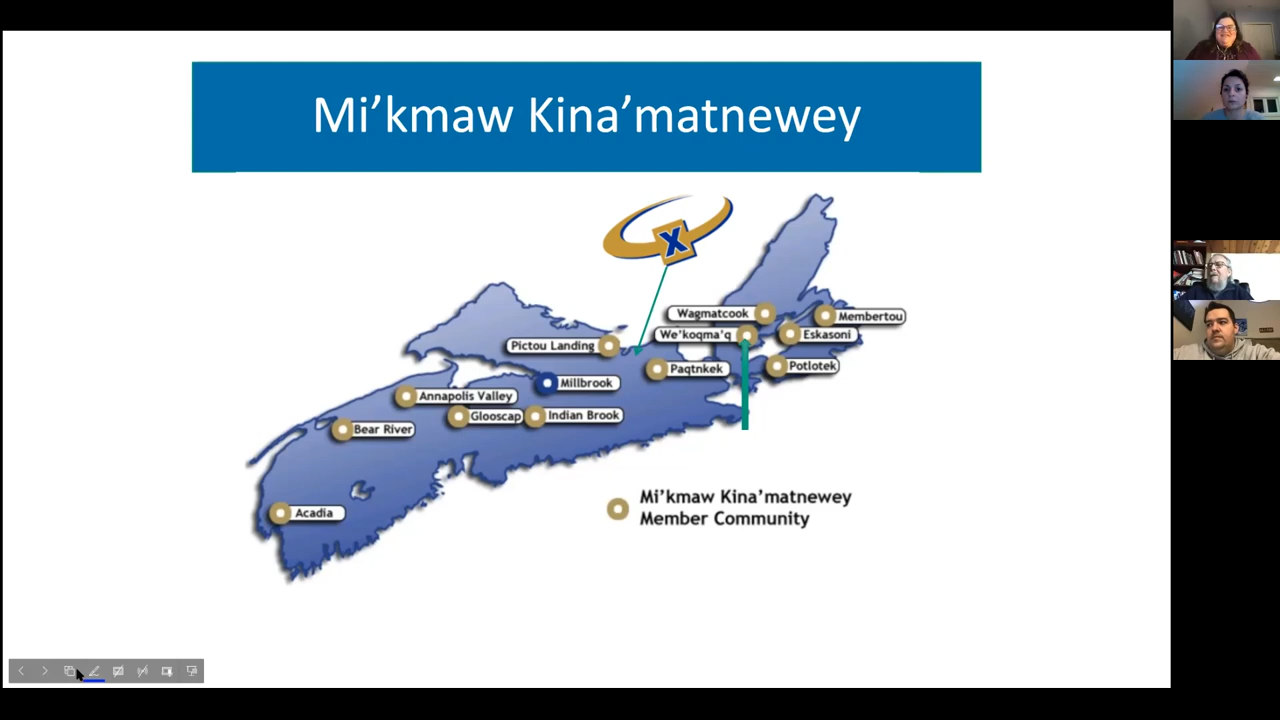 Mi’kmaw Kina’matnewey
X
Wagmatcook
Membertou
We’koqma’q
Eskasoni
Pictou Landing
Paqtnkek
Potlotek
Millbrook
Annapolis Valley
Glooscap
Indian Brook
Bear River
Acadia
Mi’kmaw Kina’matnewey
Member Community